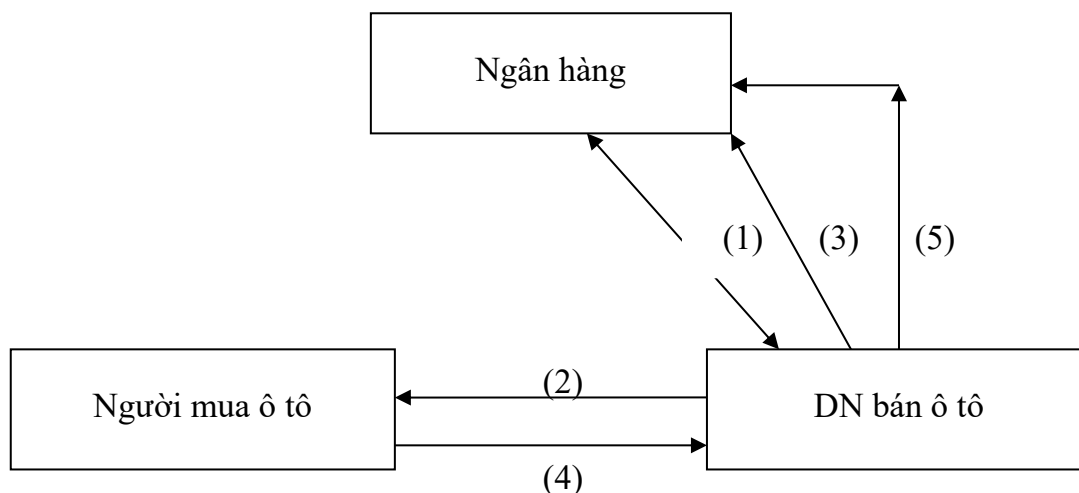 Ngân hàng
(1)
(3)
(5)
Người mua ô tô
(2)
DN bán ô tô
(4)